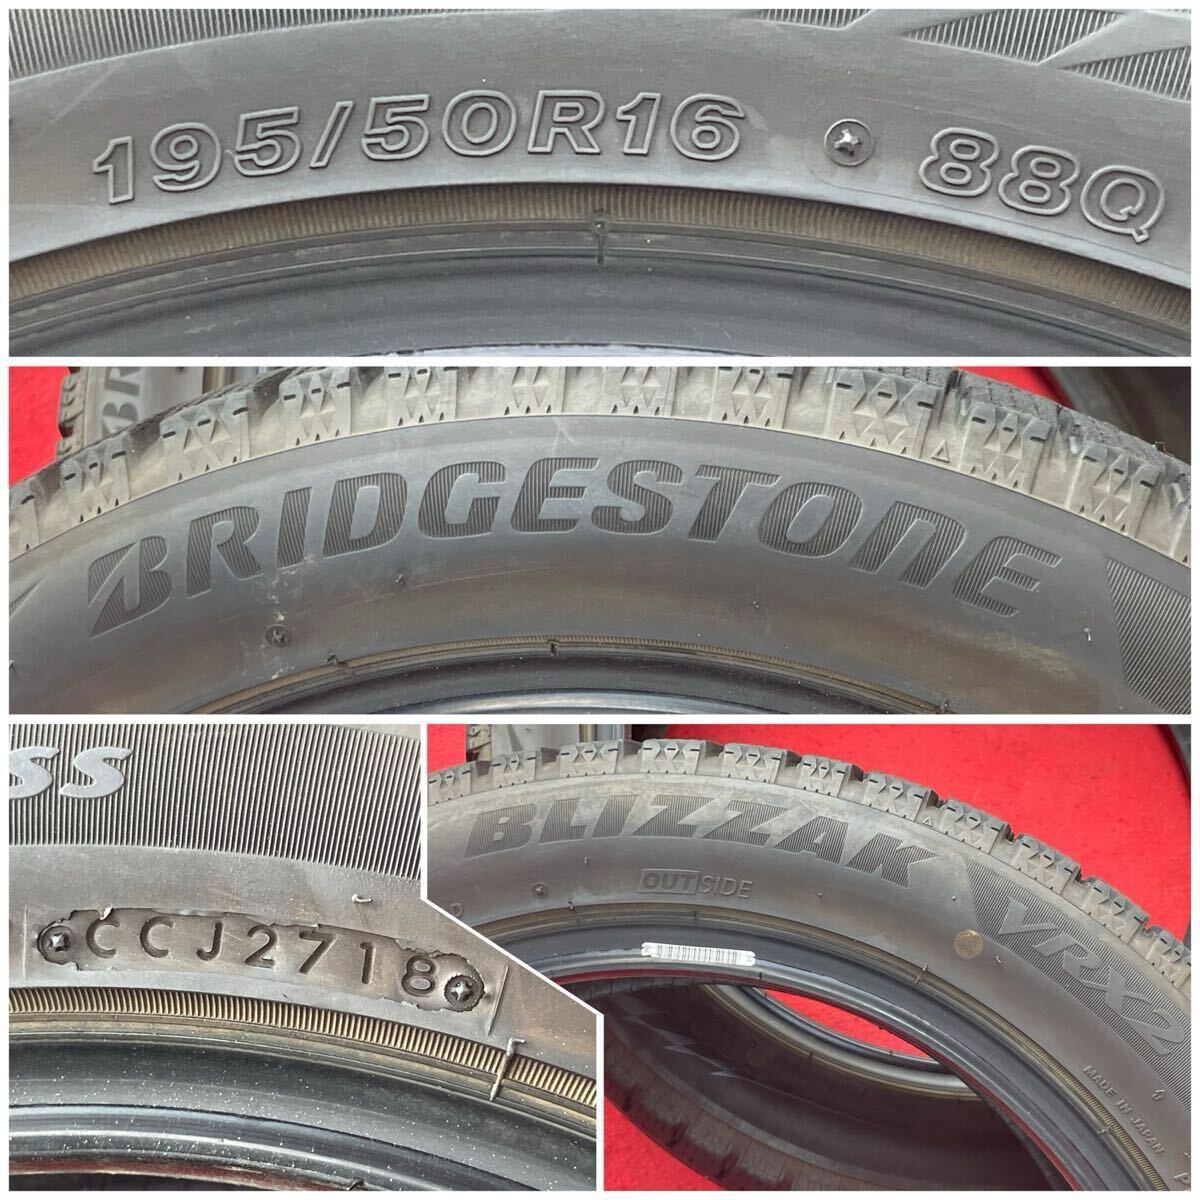 195/50R16 88Q
BRIDGESTONE
SS
CCJ2718
BLIZZAK VRX2
OUTSIDE
MADE IN JAPAN